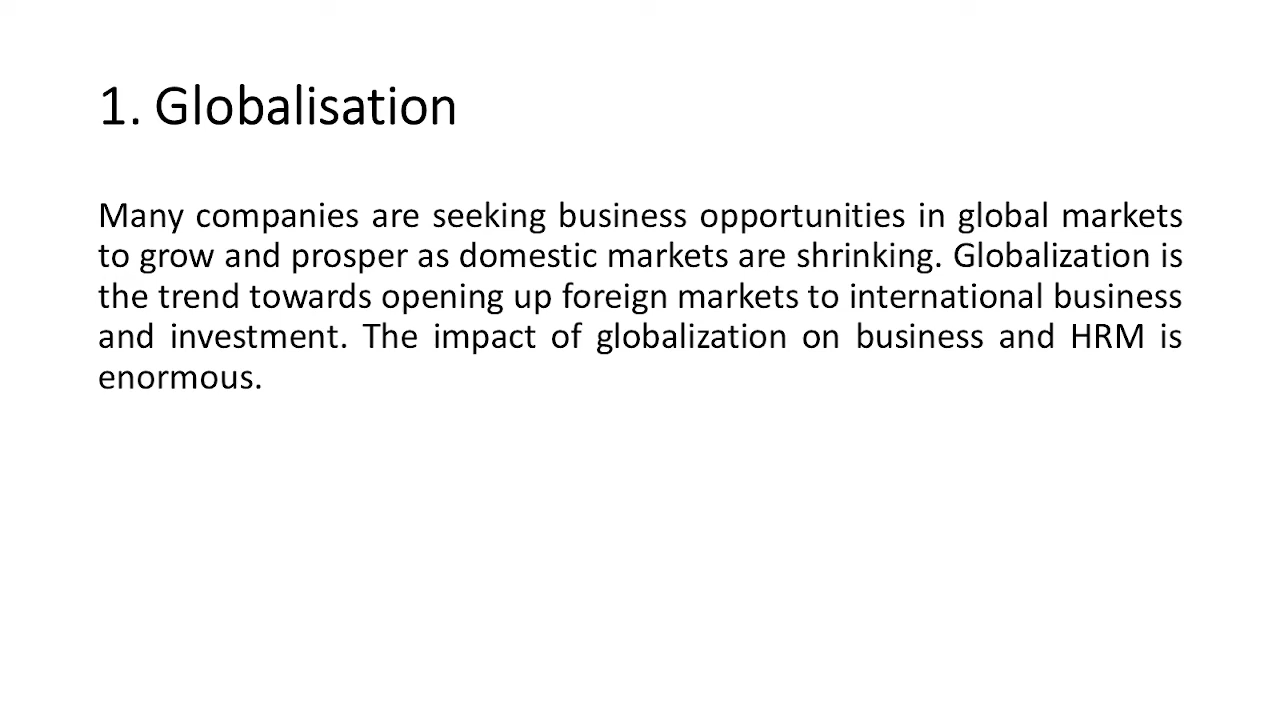 1. Globalisation
Many companies are seeking business opportunities in global markets
to grow and prosper as domestic markets are shrinking. Globalization is
the trend towards opening up foreign markets to international business
and investment. The impact of globalization on business and HRM is
enormous.